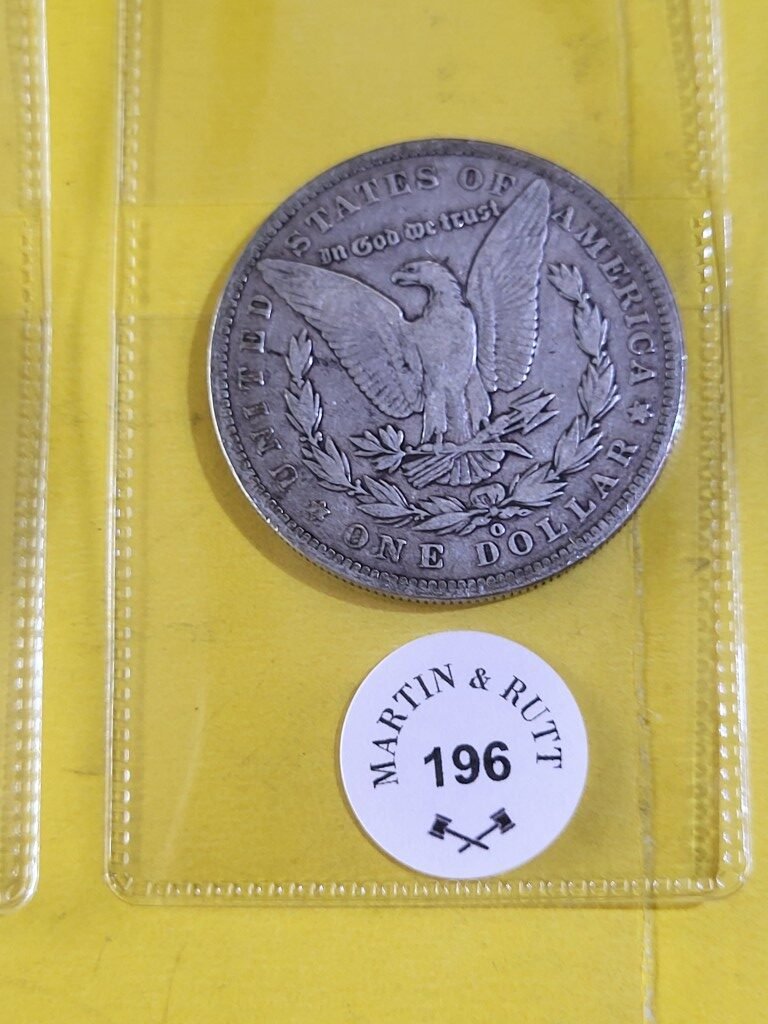 UNITED STATES OF AMERICA
In God we trust
O
ONE DOLLAR
MARTIN & RUTT
196